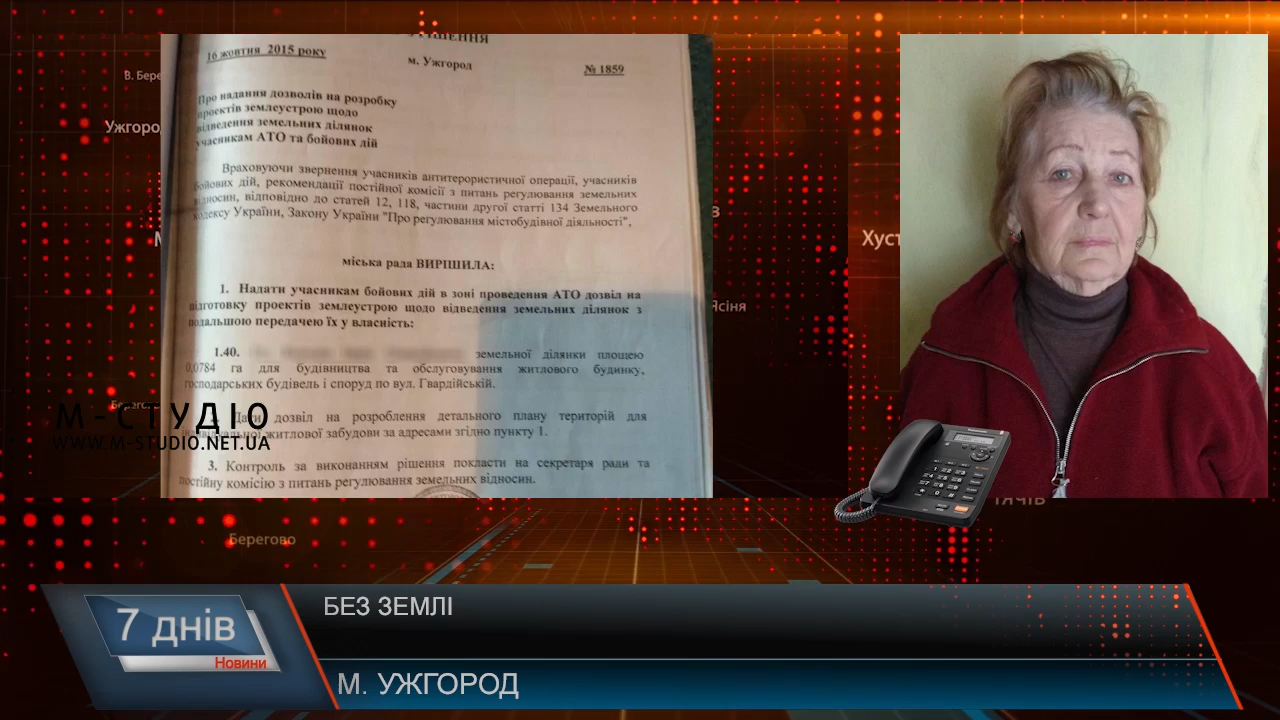 РІШЕННЯ
16 жовтня 2015 року
м. Ужгород
№ 1859
Про надання дозволів на розробку
проектів землеустрою щодо
відведення земельних ділянок
учасникам АТО та бойових дій
Враховуючи звернення учасників антитерористичної операції, учасників
бойових дій, рекомендації постійної комісії з питань регулювання земельних
відносин, відповідно до статей 12, 118, частини другої статті 134 Земельного
кодексу України, Закону України "Про регулювання містобудівної діяльності",
міська рада ВИРІШИЛА:
1. Надати учасникам бойових дій в зоні проведення АТО дозвіл на
підготовку проектів землеустрою щодо відведення земельних ділянок з
подальшою передачею їх у власність:
1.40. земельної ділянки площею
0,0784 га для будівництва та обслуговування житлового будинку,
господарських будівель і споруд по вул. Гвардійській.
дозвіл на розроблення детального плану територій для
житлової забудови за адресами згідно пункту 1.
3. Контроль за виконанням рішення покласти на секретаря ради та
постійну комісію з питань регулювання земельних відносин.
В. Бере
Ужгород
Хуст
Ясіня
ТЯЧІВ
Берегово
М-СТУДІО
WWW.M-STUDIO.NET.UA
7 днів
Новини
БЕЗ ЗЕМЛІ
М. УЖГОРОД